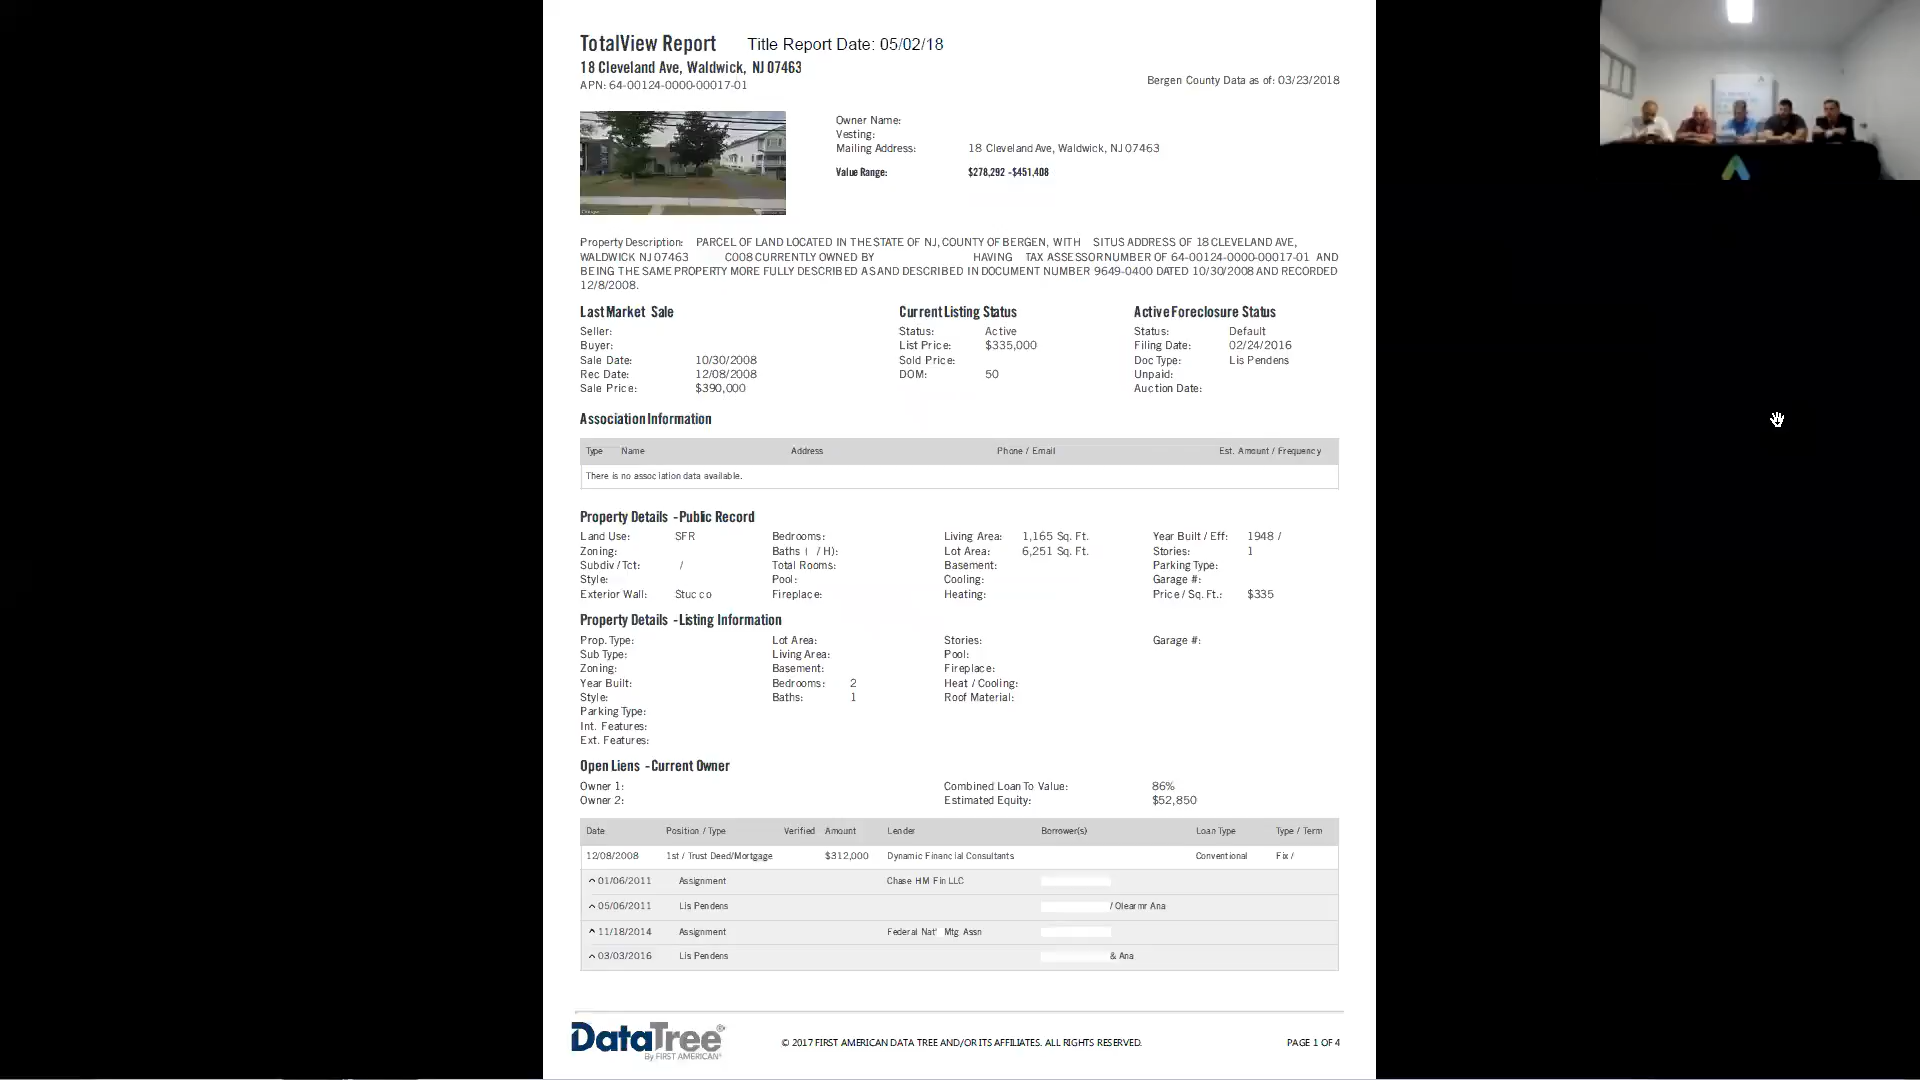 TotalView Report Title Report Date: 05/02/18
18 Cleveland Ave, Waldwick, NJ 07463
APN: 64-00124-0000-00017-01 Bergen County Data as of: 03/23/2018
Owner Name:
Vesting:
Mailing Address: 18 Cleveland Ave, Waldwick, NJ 07463
Value Range: $278,292 - $451,408
Property Description: PARCEL OF LAND LOCATED IN THE STATE OF NJ, COUNTY OF BERGEN, WITH SITUS ADDRESS OF 18 CLEVELAND AVE,
WALDWICK NJ 07463 C008 CURRENTLY OWNED BY HAVING TAX ASSESSOR NUMBER OF 64-00124-0000-00017-01 AND
BEING THE SAME PROPERTY MORE FULLY DESCRIBED AS AND DESCRIBED IN DOCUMENT NUMBER 9649-0400 DATED 10/30/2008 AND RECORDED
12/8/2008.
Last Market Sale Current Listing Status Active Foreclosure Status
Seller: Status: Active Status: Default
Buyer: List Price: $335,000 Filing Date: 02/24/2016
Sale Date: 10/30/2008 Sold Price: Doc Type: Lis Pendens
Rec Date: 12/08/2008 DOM: 50 Unpaid:
Sale Price: $390,000 Auction Date:
Association Information
Type Name Address Phone / Email Est. Amount / Frequency
There is no association data available.
Property Details - Public Record
Land Use: SFR Bedrooms: Living Area: 1,165 Sq. Ft. Year Built / Eff: 1948 /
Zoning: Baths ( / H): Lot Area: 6,251 Sq. Ft. Stories: 1
Subdiv / Tct: / Total Rooms: Basement: Parking Type:
Style: Pool: Cooling: Garage #:
Exterior Wall: Stucco Fireplace: Heating: Price / Sq. Ft.: $335
Property Details - Listing Information
Prop. Type: Lot Area: Stories: Garage #:
Sub Type: Living Area: Pool:
Zoning: Basement: Fireplace:
Year Built: Bedrooms: 2 Heat / Cooling:
Style: Baths: 1 Roof Material:
Parking Type:
Int. Features:
Ext. Features:
Open Liens - Current Owner
Owner 1: Combined Loan To Value: 86%
Owner 2: Estimated Equity: $52,850
Date Position / Type Verified Amount Lender Borrower(s) Loan Type Type / Term
12/08/2008 1st / Trust Deed/Mortgage $312,000 Dynamic Financial Consultants Conventional Fix /
01/06/2011 Assignment Chase HM Fin LLC
05/06/2011 Lis Pendens / Olearnr Ana
11/18/2014 Assignment Federal Nat' Mtg Assn
03/03/2016 Lis Pendens & Ana
DataTree®
By FIRST AMERICAN®
© 2017 FIRST AMERICAN DATA TREE AND/OR ITS AFFILIATES. ALL RIGHTS RESERVED. PAGE 1 OF 4